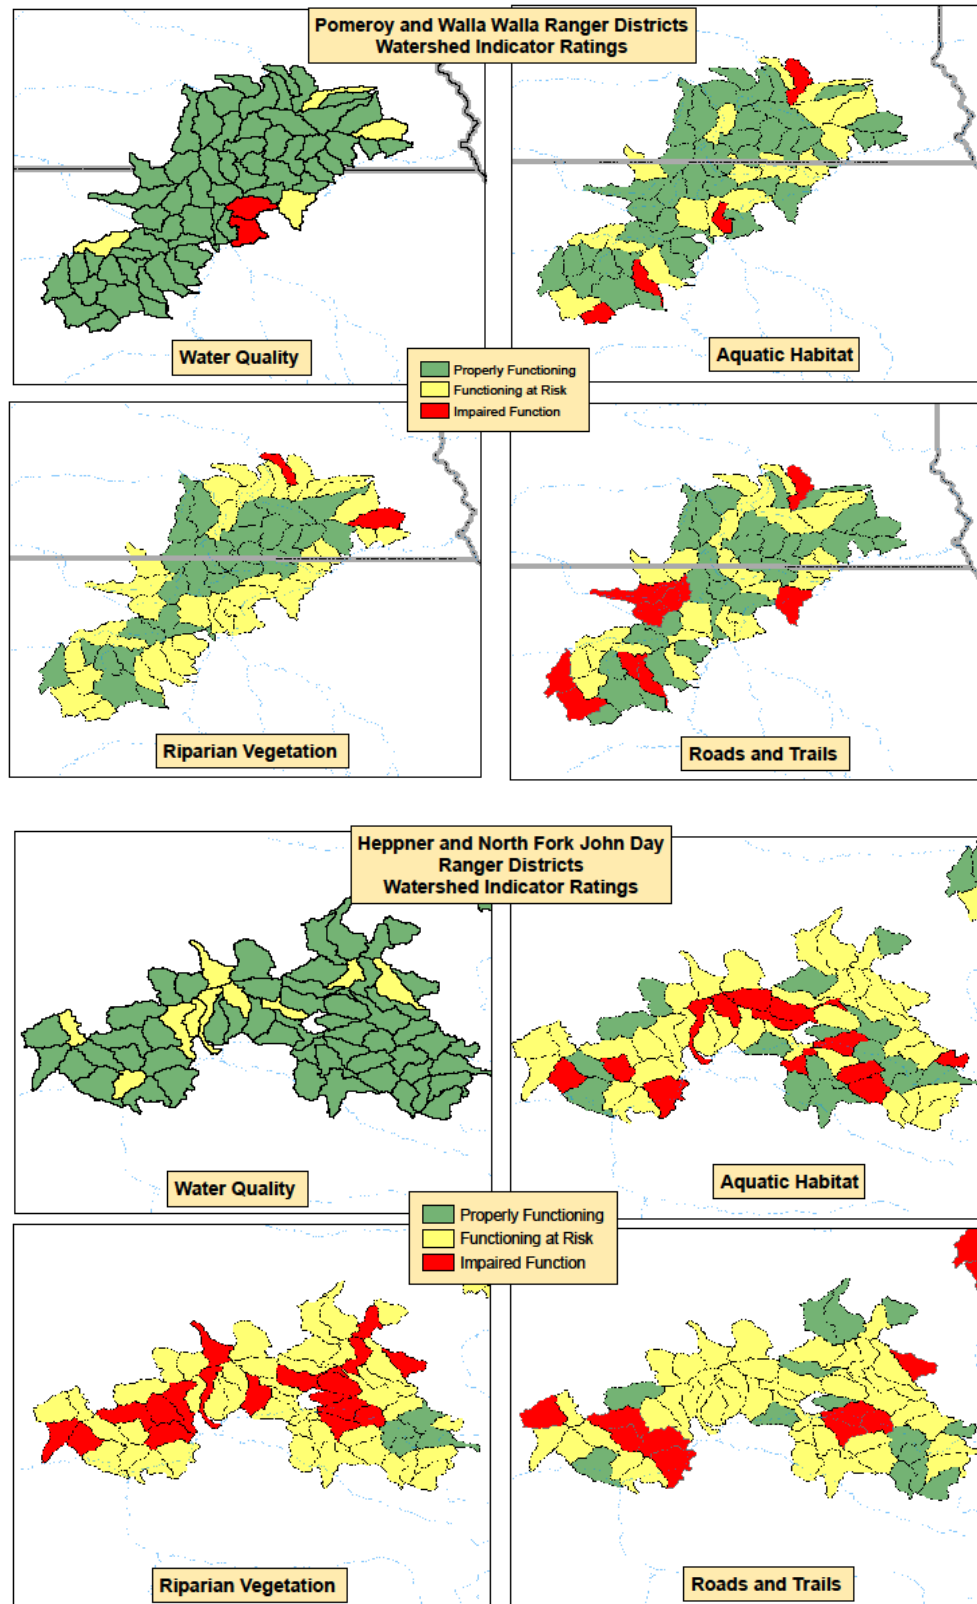 Pomeroy and Walla Walla Ranger Districts
Watershed Indicator Ratings
Water Quality
Aquatic Habitat
Properly Functioning
Functioning at Risk
Impaired Function
Riparian Vegetation
Roads and Trails
Heppner and North Fork John Day
Ranger Districts
Watershed Indicator Ratings
Water Quality
Aquatic Habitat
Properly Functioning
Functioning at Risk
Impaired Function
Riparian Vegetation
Roads and Trails